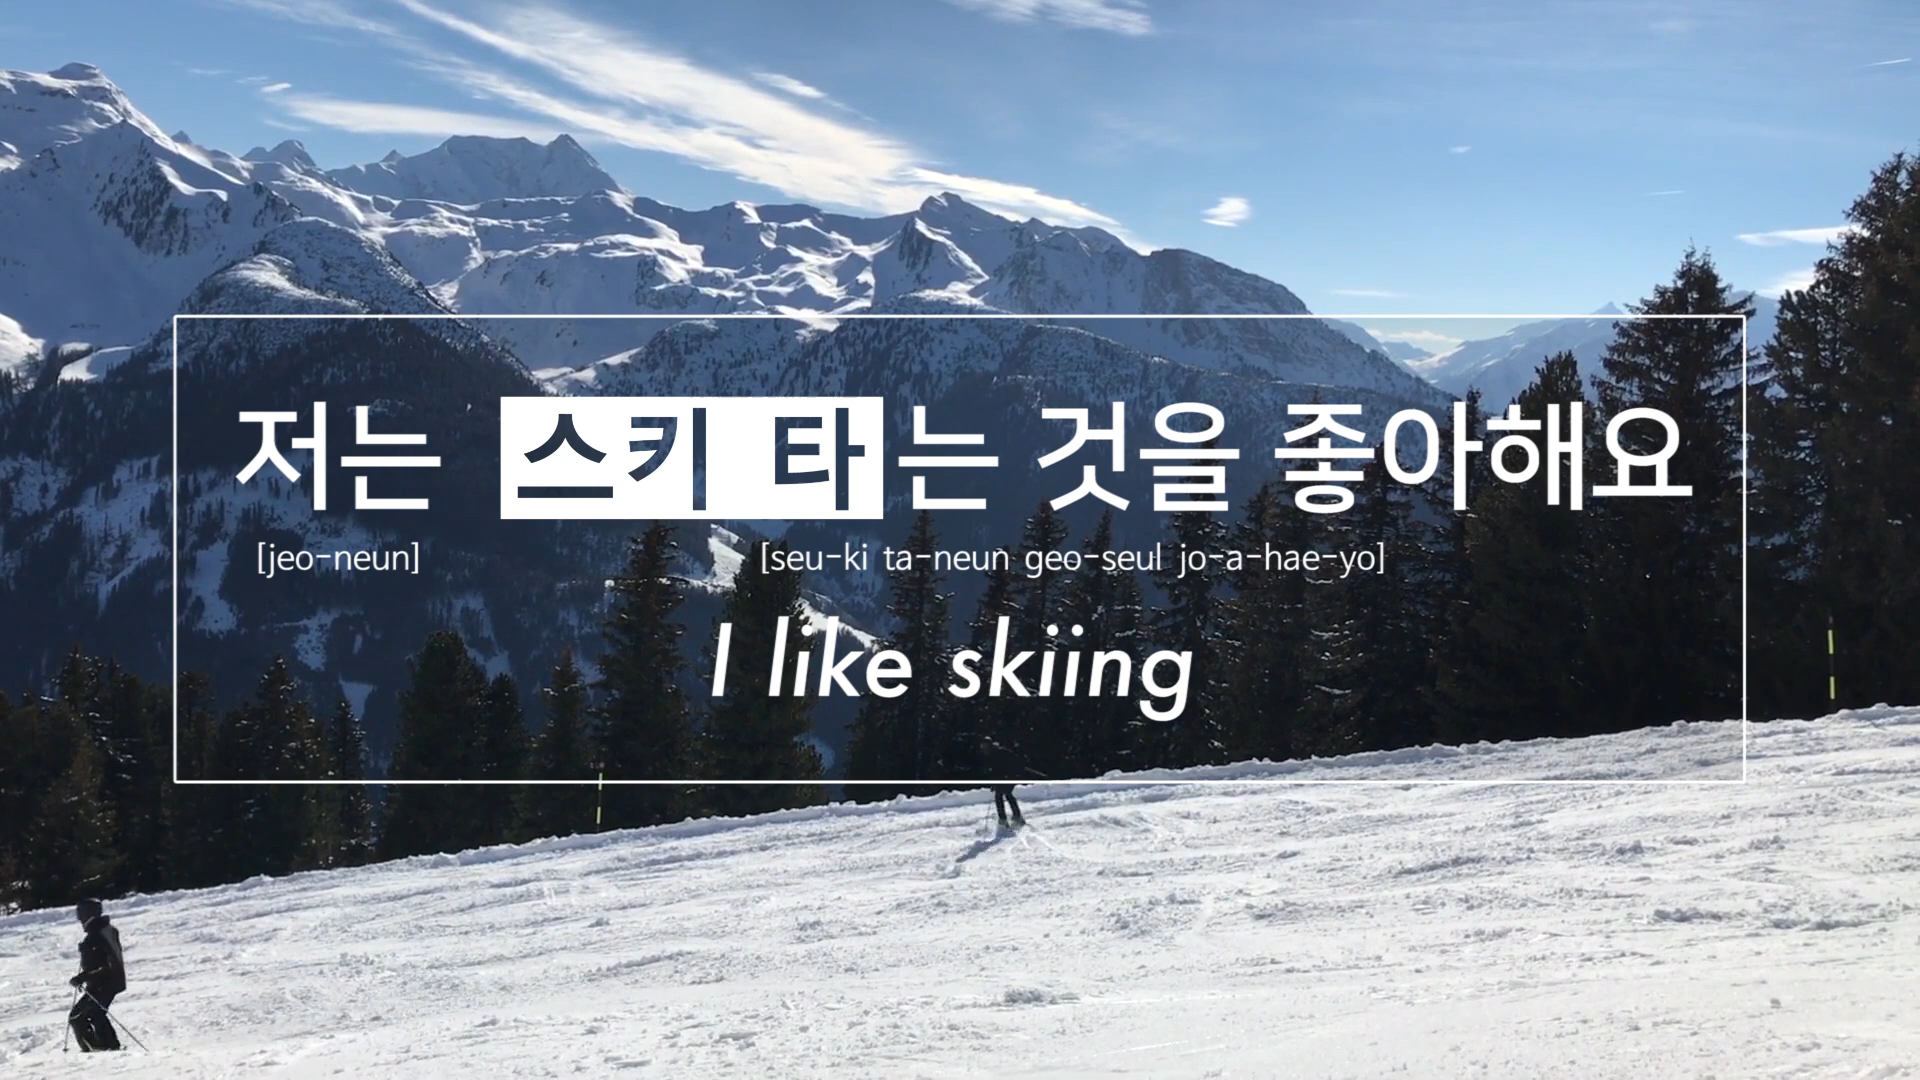 저는 스키 타는 것을 좋아해요
[jeo-neun] [seu-ki ta-neun geo-seul jo-a-hae-yo]
I like skiing